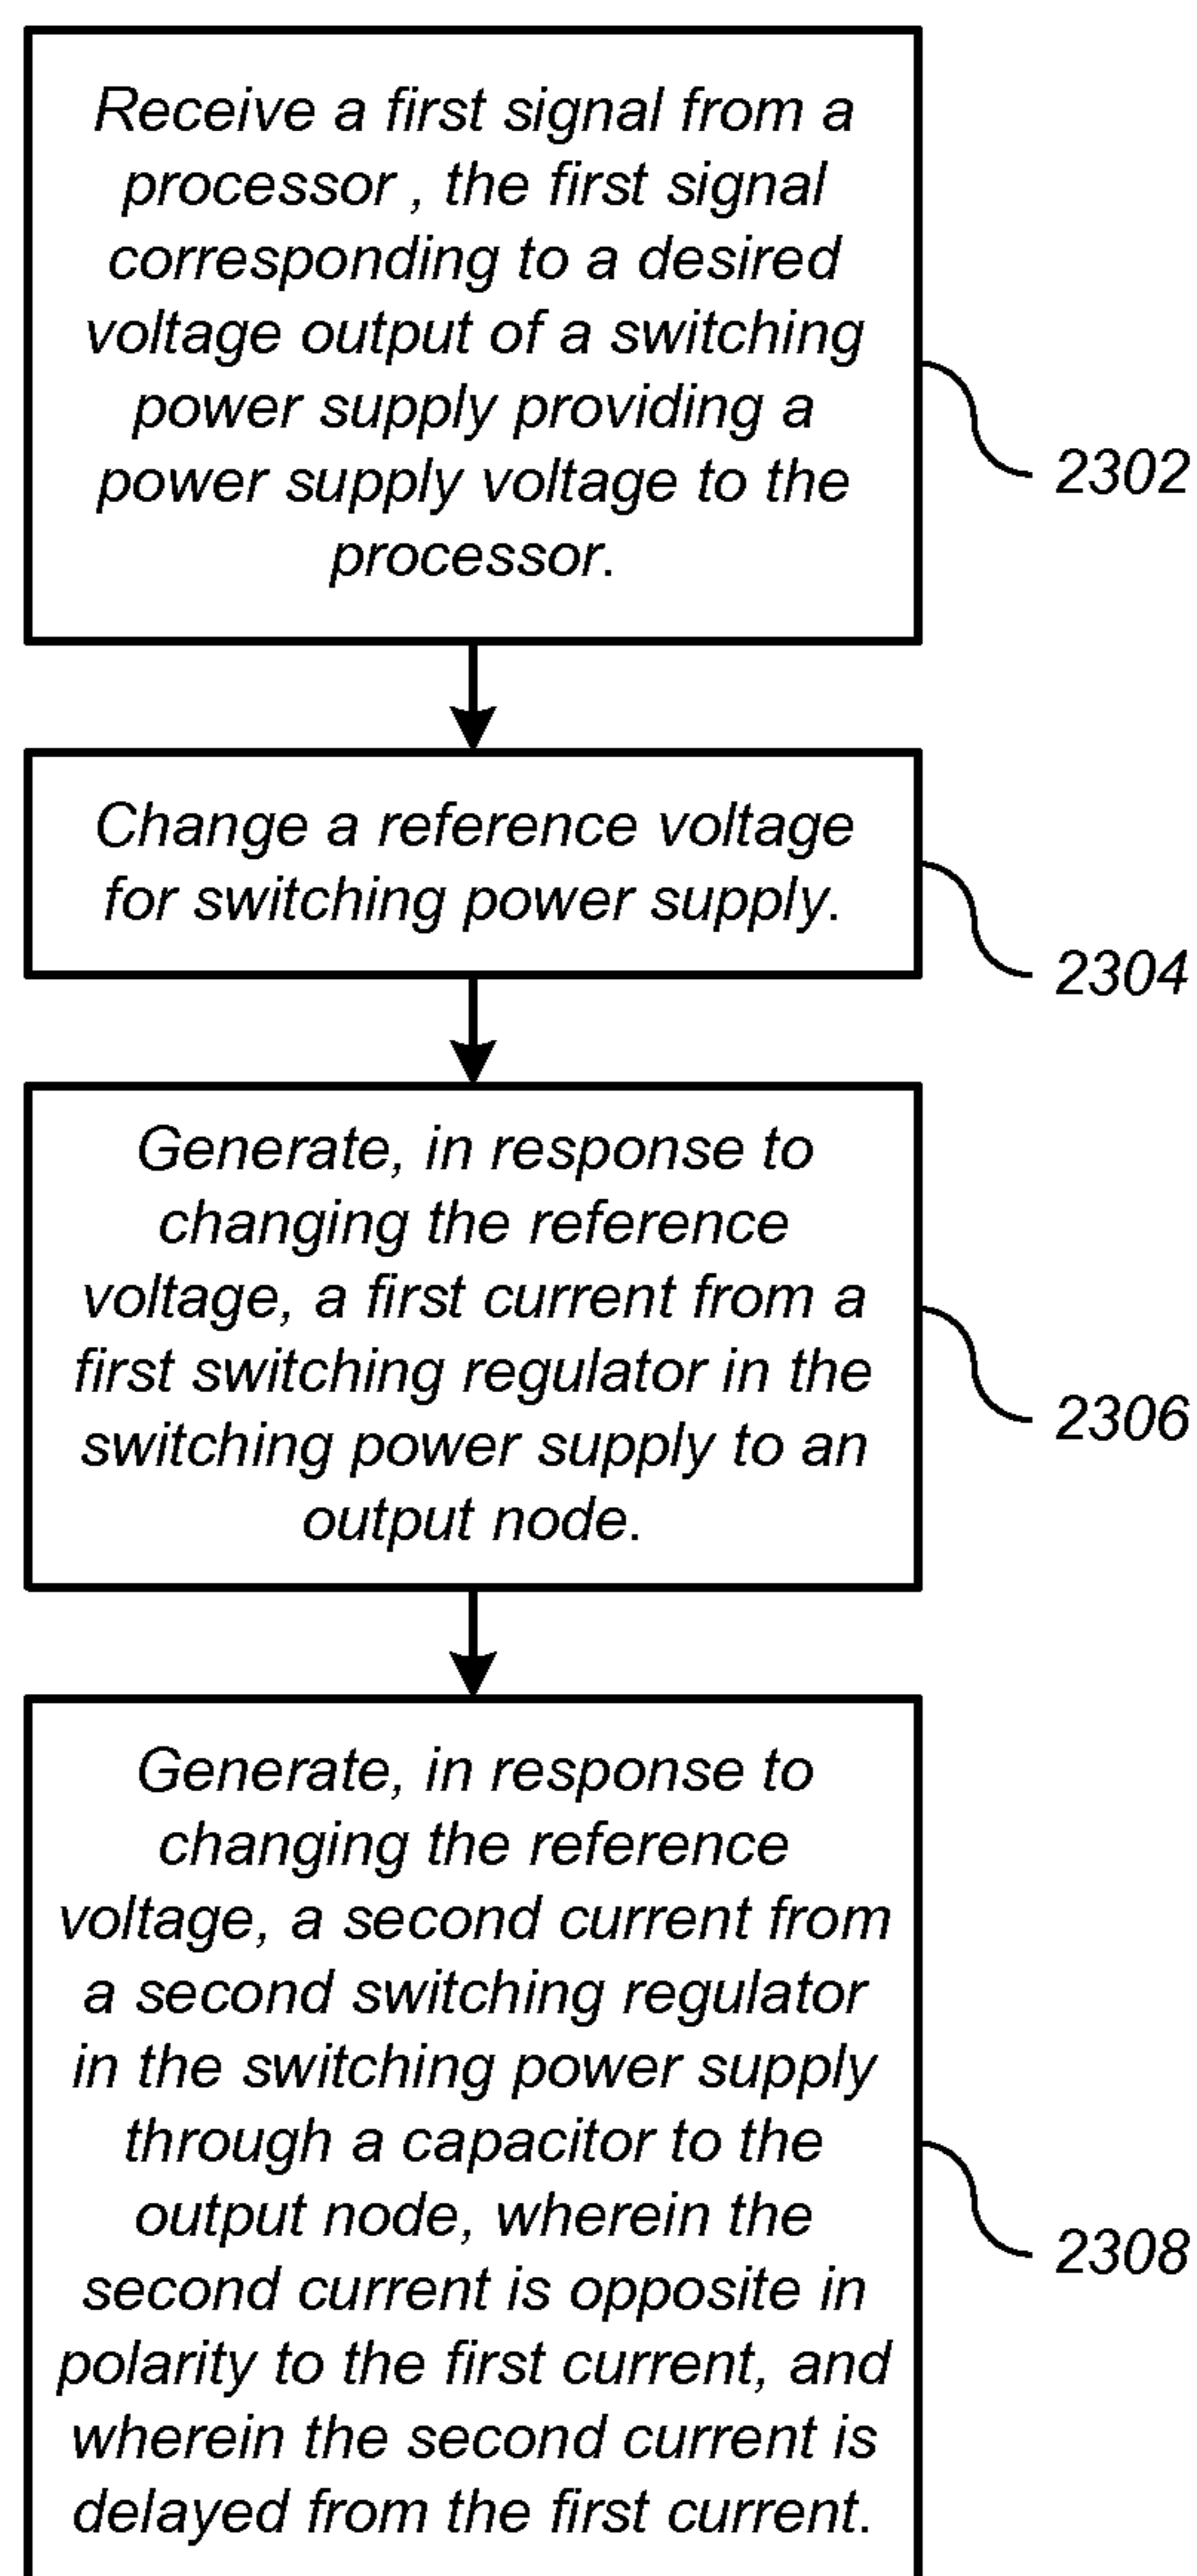 Receive a first signal from a
processor , the first signal
corresponding to a desired
voltage output of a switching
power supply providing a
power supply voltage to the
processor.
2302
Change a reference voltage
for switching power supply.
2304
Generate, in response to
changing the reference
voltage, a first current from a
first switching regulator in the
switching power supply to an
output node.
2306
Generate, in response to
changing the reference
voltage, a second current from
a second switching regulator
in the switching power supply
through a capacitor to the
output node, wherein the
second current is opposite in
polarity to the first current, and
wherein the second current is
delayed from the first current.
2308